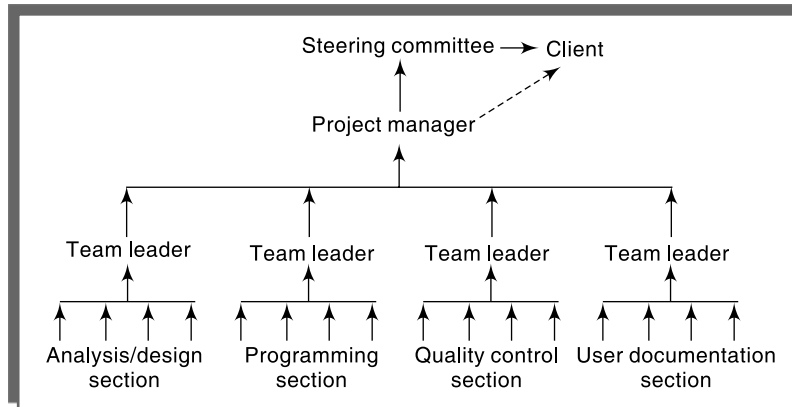 Steering committee
Client
Project manager
Team leader
Team leader
Team leader
Team leader
Analysis/design
section
Programming
section
Quality control
section
User documentation
section